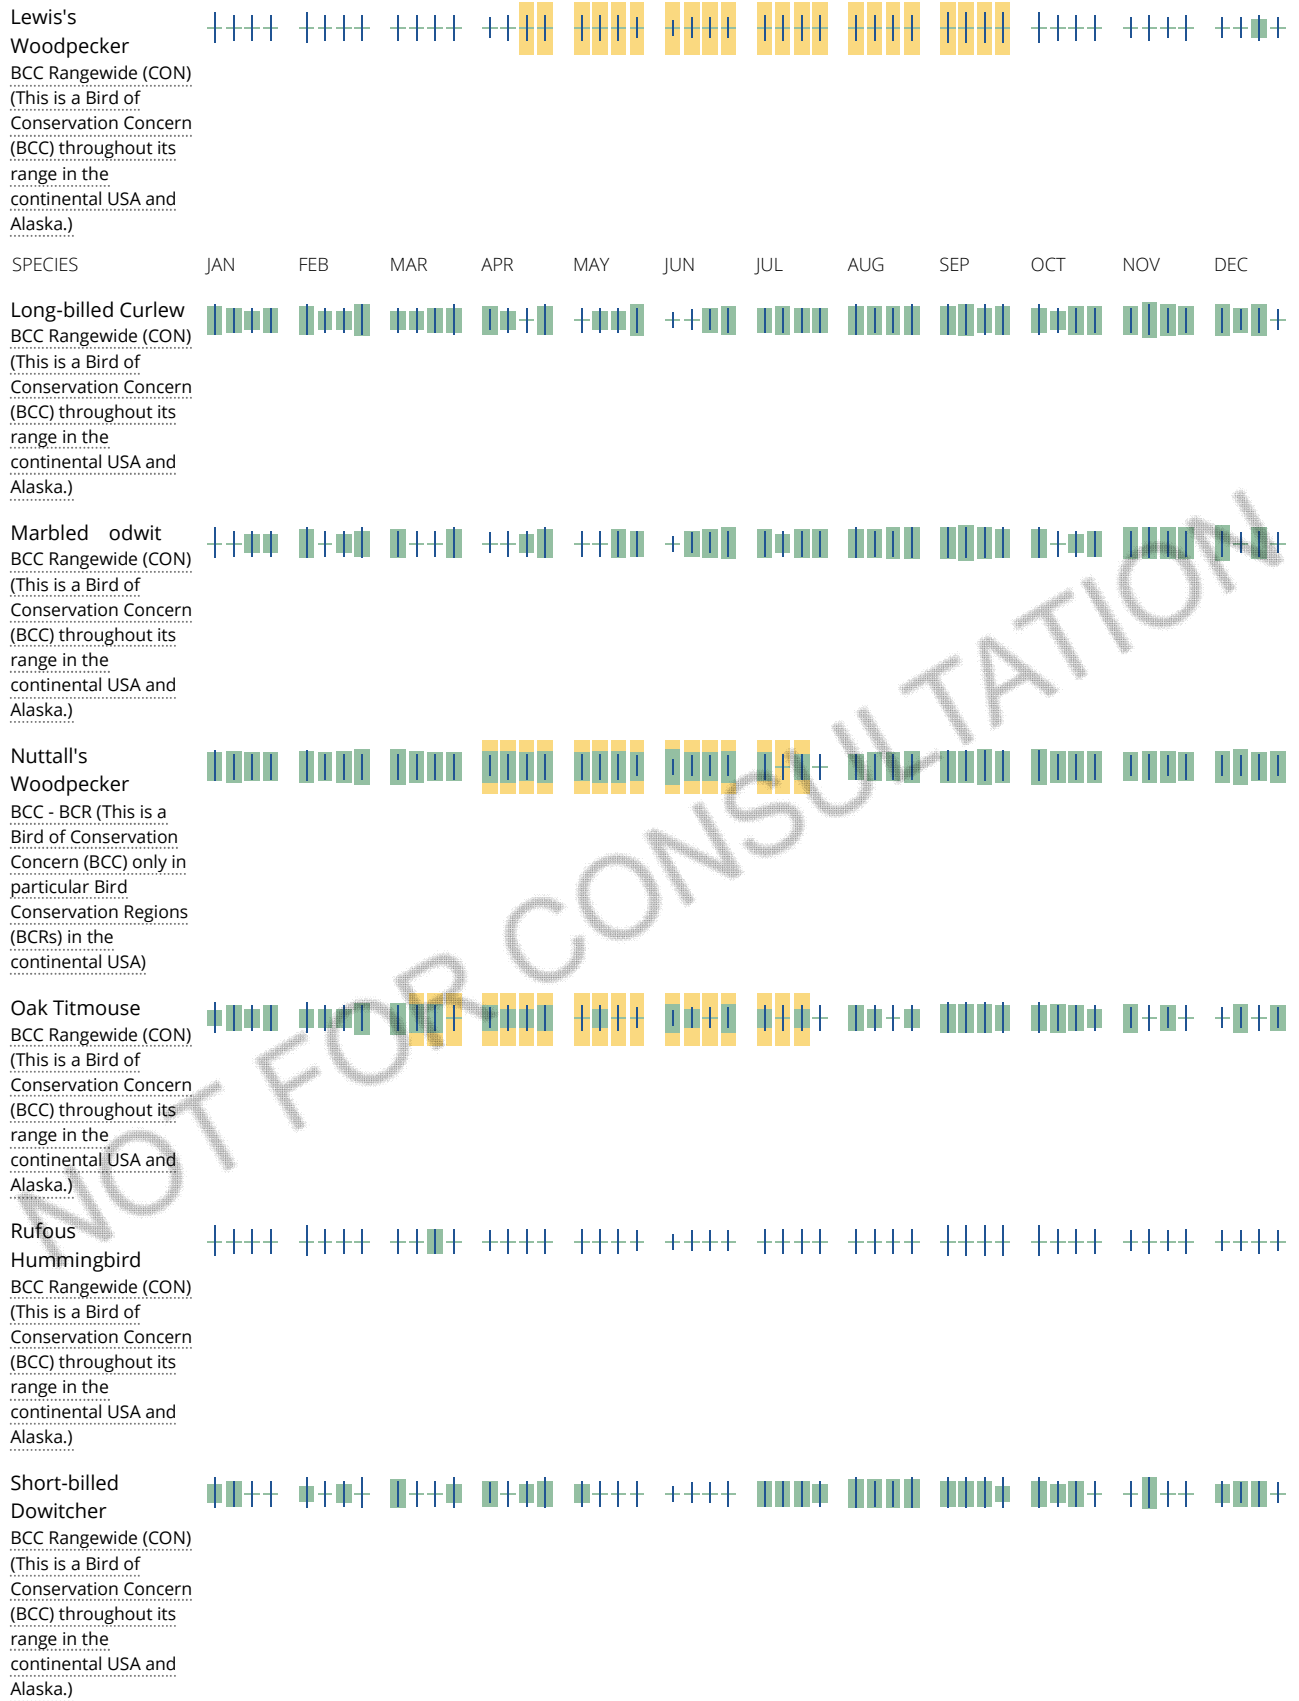 Lewis's
Woodpecker
BCC Rangewide (CON)
(This is a Bird of
Conservation Concern
(BCC) throughout its
range in the
continental USA and
Alaska.)
SPECIES JAN FEB MAR APR MAY JUN JUL AUG SEP OCT NOV DEC
Long-billed Curlew
BCC Rangewide (CON)
(This is a Bird of
Conservation Concern
(BCC) throughout its
range in the
continental USA and
Alaska.)
Marbled odwit
BCC Rangewide (CON)
(This is a Bird of
Conservation Concern
(BCC) throughout its
range in the
continental USA and
Alaska.)
Nuttall's
Woodpecker
BCC - BCR (This is a
Bird of Conservation
Concern (BCC) only in
particular Bird
Conservation Regions
(BCRs) in the
continental USA)
Oak Titmouse
BCC Rangewide (CON)
(This is a Bird of
Conservation Concern
(BCC) throughout its
range in the
continental USA and
Alaska.)
Rufous
Hummingbird
BCC Rangewide (CON)
(This is a Bird of
Conservation Concern
(BCC) throughout its
range in the
continental USA and
Alaska.)
Short-billed
Dowitcher
BCC Rangewide (CON)
(This is a Bird of
Conservation Concern
(BCC) throughout its
range in the
continental USA and
Alaska.)
NOT FOR CONSULTATION